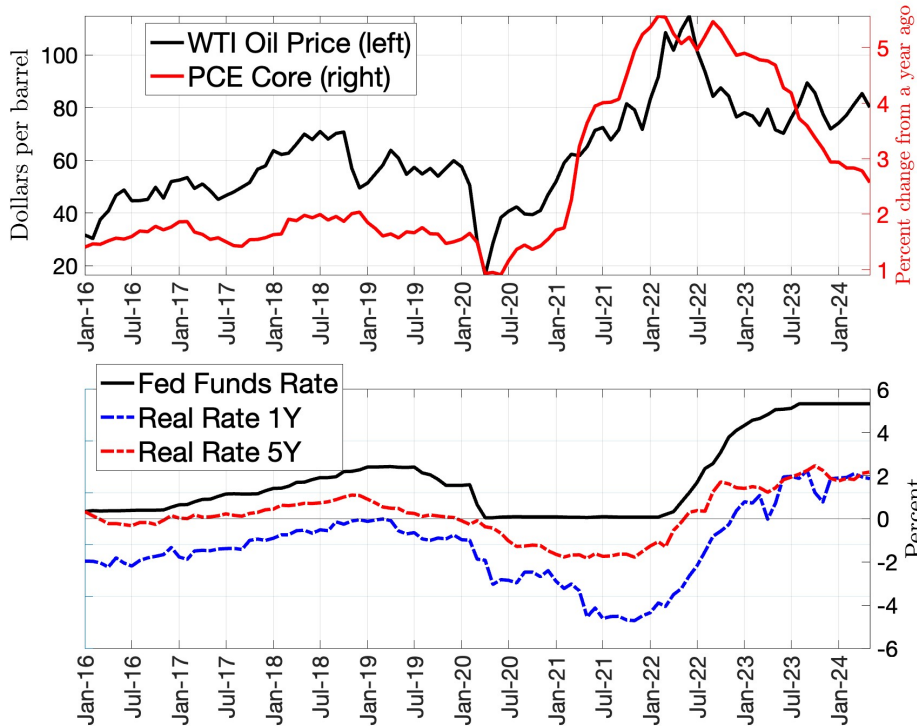 WTI Oil Price (left)
PCE Core (right)
Dollars per barrel
100
80
60
40
20
5
4
3
2
1
Percent change from a year ago
Jan-16
Jul-16
Jan-17
Jul-17
Jan-18
Jul-18
Jan-19
Jul-19
Jan-20
Jul-20
Jan-21
Jul-21
Jan-22
Jul-22
Jan-23
Jul-23
Jan-24
Fed Funds Rate
Real Rate 1Y
Real Rate 5Y
6
4
2
0
-2
-4
-6
Percent
Jan-16
Jul-16
Jan-17
Jul-17
Jan-18
Jul-18
Jan-19
Jul-19
Jan-20
Jul-20
Jan-21
Jul-21
Jan-22
Jul-22
Jan-23
Jul-23
Jan-24